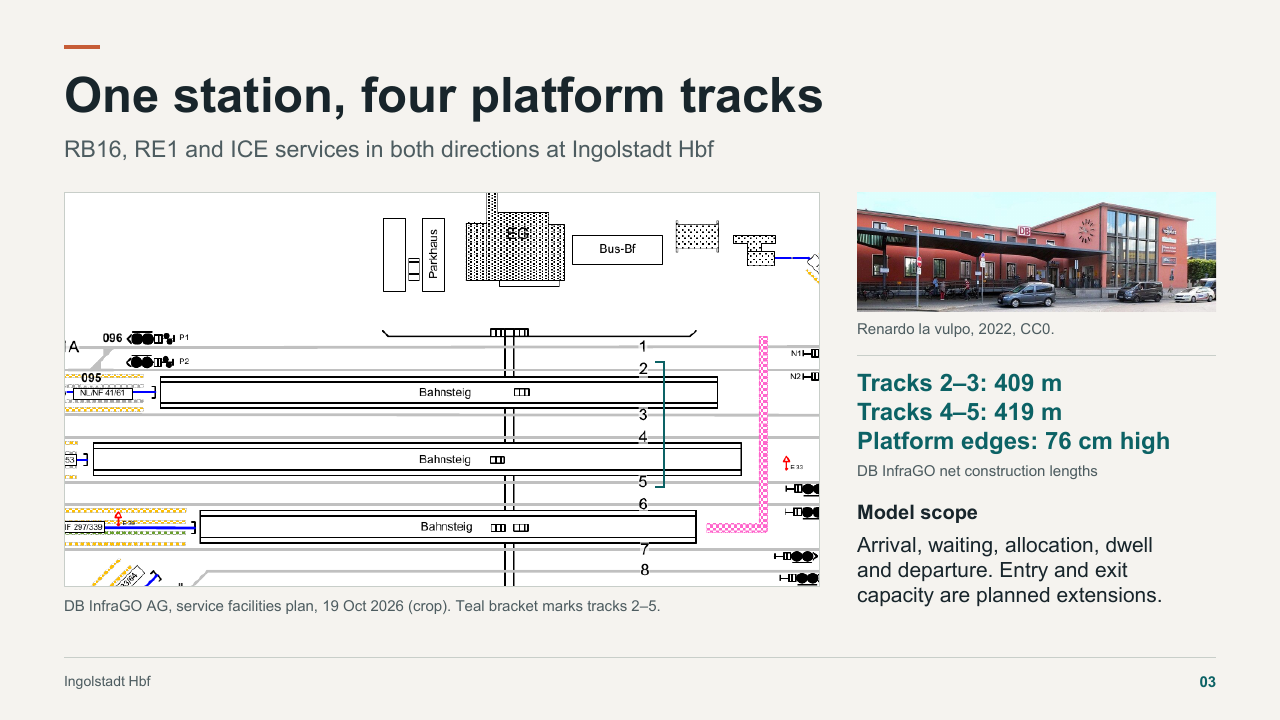 One station, four platform tracks
RB16, RE1 and ICE services in both directions at Ingolstadt Hbf
Parkhaus
Bus-Bf
096
P1
A
P2
095
NL/NF 41/61
Bahnsteig
1
2
3
N1
N2
53
Bahnsteig
4
5
E 33
IF 297/339
Bahnsteig
6
7
8
DB InfraGO AG, service facilities plan, 19 Oct 2026 (crop). Teal bracket marks tracks 2–5.
DB
Renardo la vulpo, 2022, CC0.
Tracks 2–3: 409 m
Tracks 4–5: 419 m
Platform edges: 76 cm high
DB InfraGO net construction lengths
Model scope
Arrival, waiting, allocation, dwell
and departure. Entry and exit
capacity are planned extensions.
Ingolstadt Hbf
03